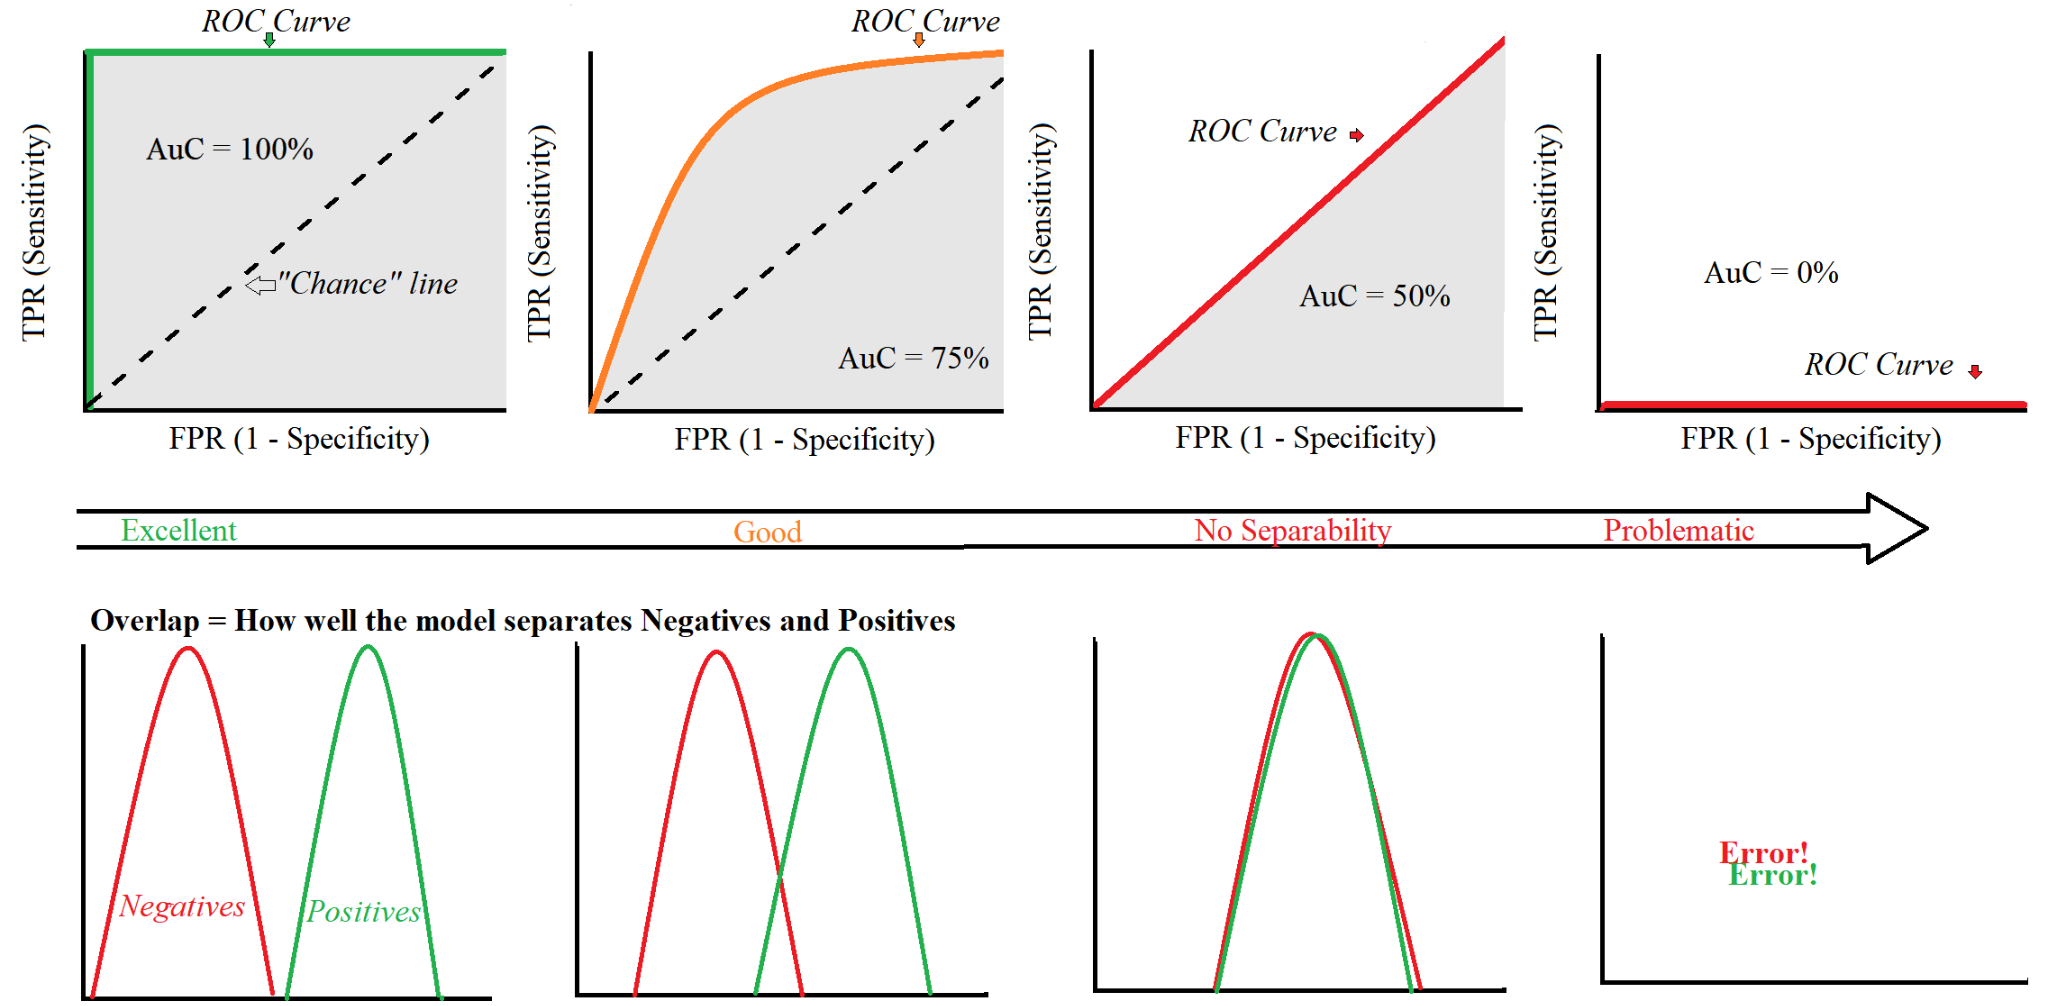 ROC Curve
ROC Curve
TPR (Sensitivity)
AuC = 100%
"Chance" line
FPR (1 - Specificity)
TPR (Sensitivity)
AuC = 75%
FPR (1 - Specificity)
TPR (Sensitivity)
ROC Curve
AuC = 50%
FPR (1 - Specificity)
TPR (Sensitivity)
AuC = 0%
ROC Curve
FPR (1 - Specificity)
Excellent
Good
No Separability
Problematic
Overlap = How well the model separates Negatives and Positives
Negatives
Positives
Error!
Error!